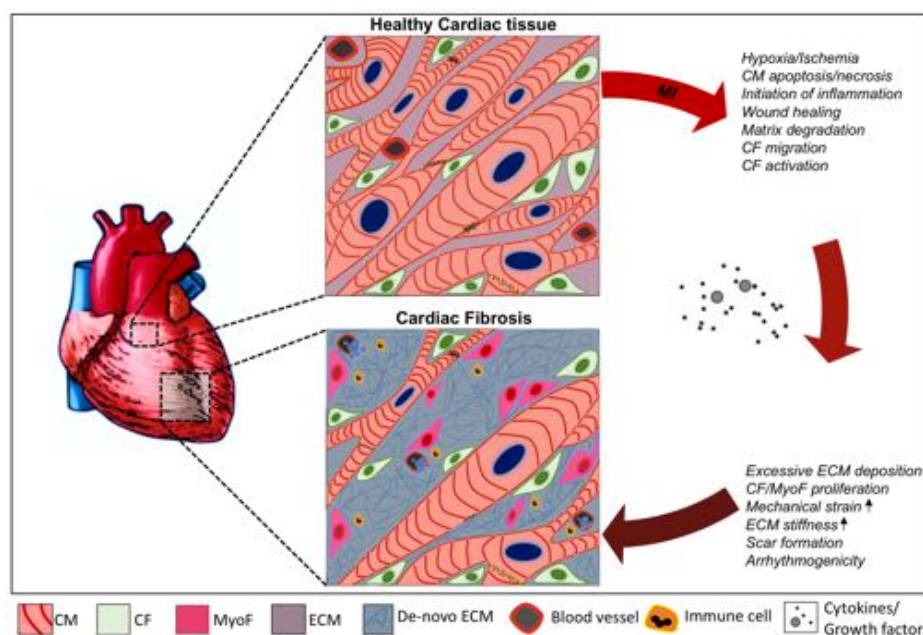 Healthy Cardiac tissue
MI
Hypoxia/Ischemia
CM apoptosis/necrosis
Initiation of inflammation
Wound healing
Matrix degradation
CF migration
CF activation
Cardiac Fibrosis
Excessive ECM deposition
CF/MyoF proliferation
Mechanical strain
ECM stiffness
Scar formation
Arrhythmogenicity
CM
CF
MyoF
ECM
De-novo ECM
Blood vessel
Immune cell
Cytokines/
Growth factor